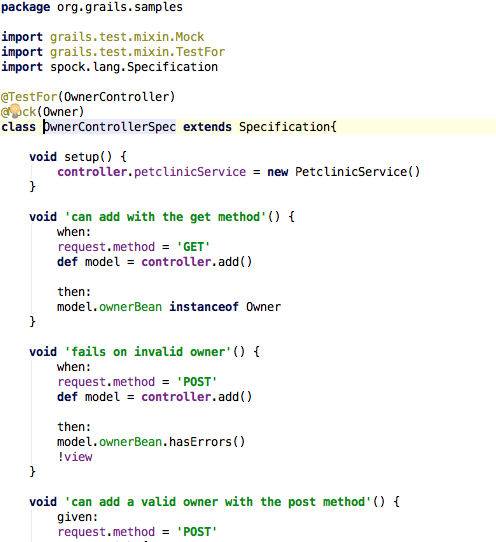 package org.grails.samples
import grails.test.mixin.Mock
import grails.test.mixin.TestFor
import spock.lang.Specification
@TestFor(OwnerController)
@Mock(Owner)
class OwnerControllerSpec extends Specification{
void setup() {
controller.petclinicService = new PetclinicService()
}
void 'can add with the get method'() {
when:
request.method = 'GET'
def model = controller.add()
then:
model.ownerBean instanceof Owner
}
void 'fails on invalid owner'() {
when:
request.method = 'POST'
def model = controller.add()
then:
model.ownerBean.hasErrors()
!view
}
void 'can add a valid owner with the post method'() {
given:
request.method = 'POST'